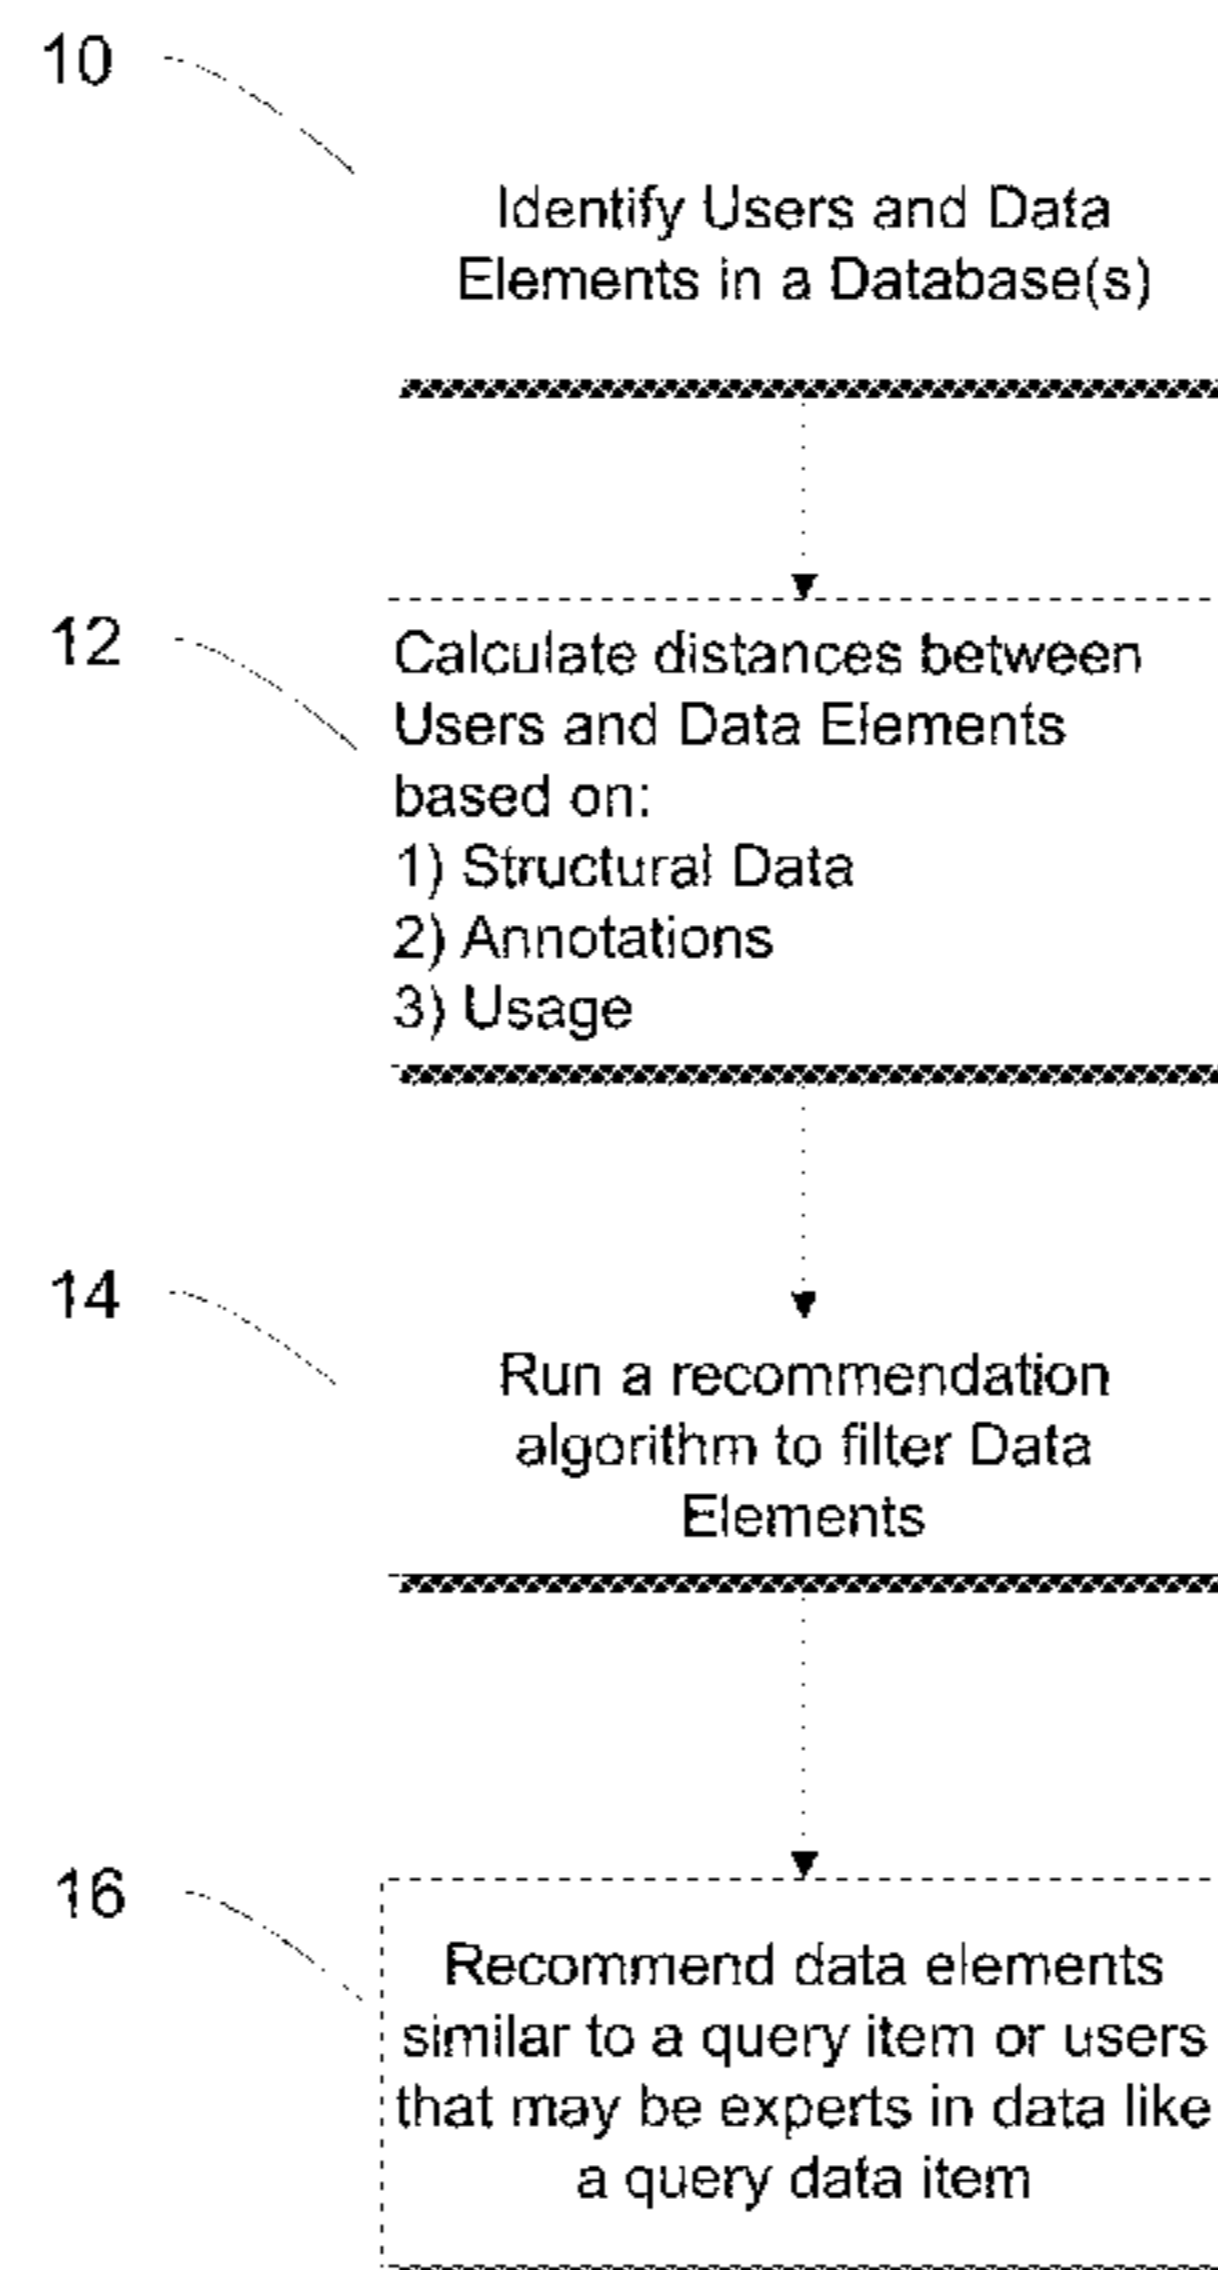 10
Identify Users and Data
Elements in a Database(s)
12
Calculate distances between
Users and Data Elements
based on:
1) Structural Data
2) Annotations
3) Usage
14
Run a recommendation
algorithm to filter Data
Elements
16
Recommend data elements
similar to a query item or users
that may be experts in data like
a query data item